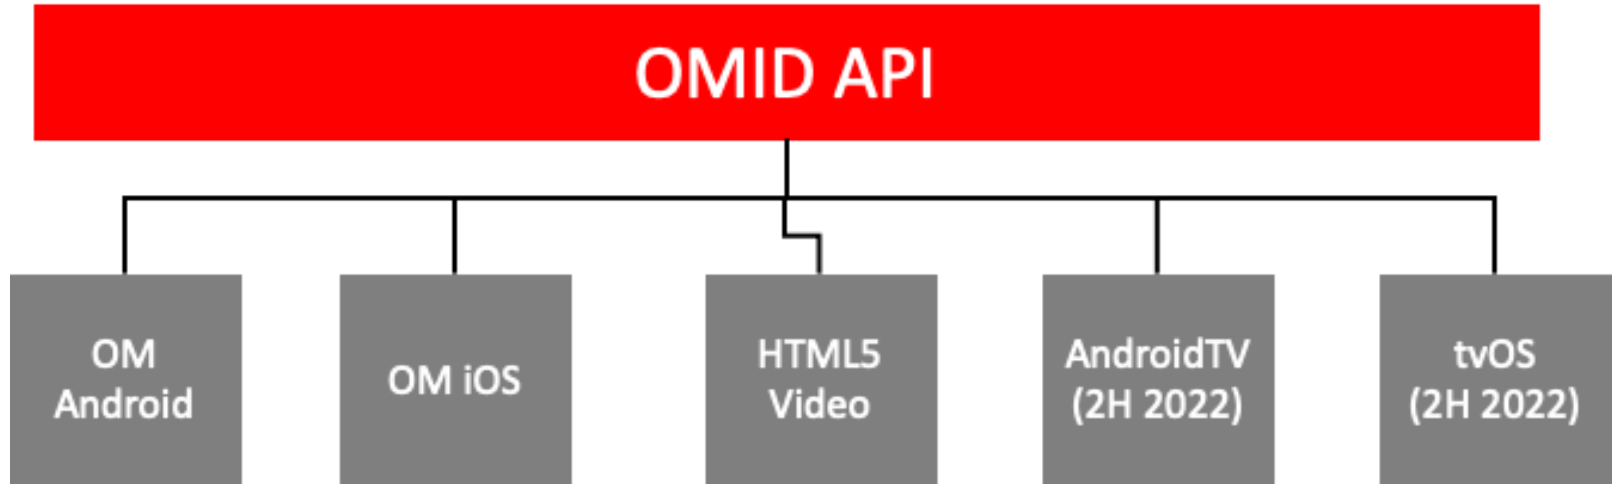 OMID API
OM
Android
OM iOS
HTML5
Video
AndroidTV
(2H 2022)
tvOS
(2H 2022)